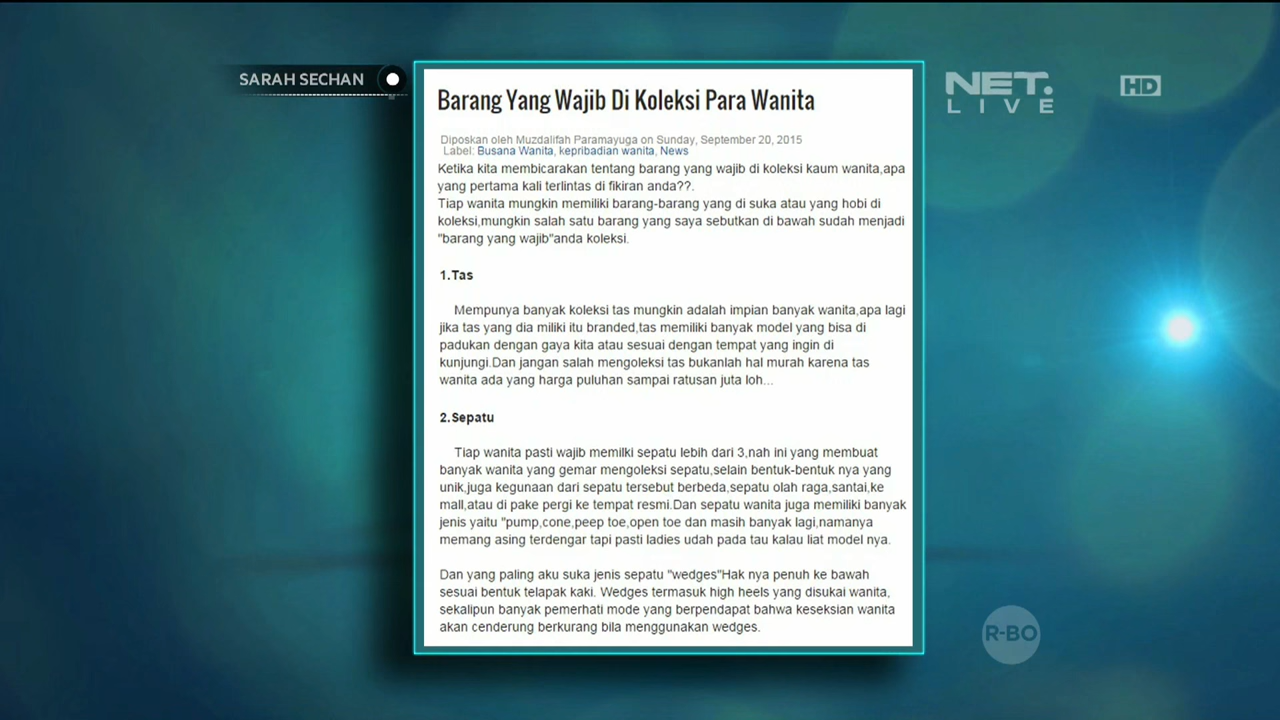 SARAH SECHAN
NET.
LIVE
HD
Barang Yang Wajib Di Koleksi Para Wanita
Diposkan oleh Muzdalifah Paramayuga on Sunday, September 20, 2015
Label: Busana Wanita, kepribadian wanita, News
Ketika kita membicarakan tentang barang yang wajib di koleksi kaum wanita,apa
yang pertama kali terlintas di fikiran anda??.
Tiap wanita mungkin memiliki barang-barang yang di suka atau yang hobi di
koleksi,mungkin salah satu barang yang saya sebutkan di bawah sudah menjadi
"barang yang wajib"anda koleksi.
1.Tas
Mempunya banyak koleksi tas mungkin adalah impian banyak wanita,apa lagi
jika tas yang dia miliki itu branded,tas memiliki banyak model yang bisa di
padukan dengan gaya kita atau sesuai dengan tempat yang ingin di
kunjungi.Dan jangan salah mengoleksi tas bukanlah hal murah karena tas
wanita ada yang harga puluhan sampai ratusan juta loh...
2.Sepatu
Tiap wanita pasti wajib memilki sepatu lebih dari 3,nah ini yang membuat
banyak wanita yang gemar mengoleksi sepatu,selain bentuk-bentuk nya yang
unik,juga kegunaan dari sepatu tersebut berbeda,sepatu olah raga,santai,ke
mall,atau di pake pergi ke tempat resmi.Dan sepatu wanita juga memiliki banyak
jenis yaitu "pump,cone,peep toe,open toe dan masih banyak lagi,namanya
memang asing terdengar tapi pasti ladies udah pada tau kalau liat model nya.
Dan yang paling aku suka jenis sepatu "wedges"Hak nya penuh ke bawah
sesuai bentuk telapak kaki. Wedges termasuk high heels yang disukai wanita,
sekalipun banyak pemerhati mode yang berpendapat bahwa keseksian wanita
akan cenderung berkurang bila menggunakan wedges.
R-BO